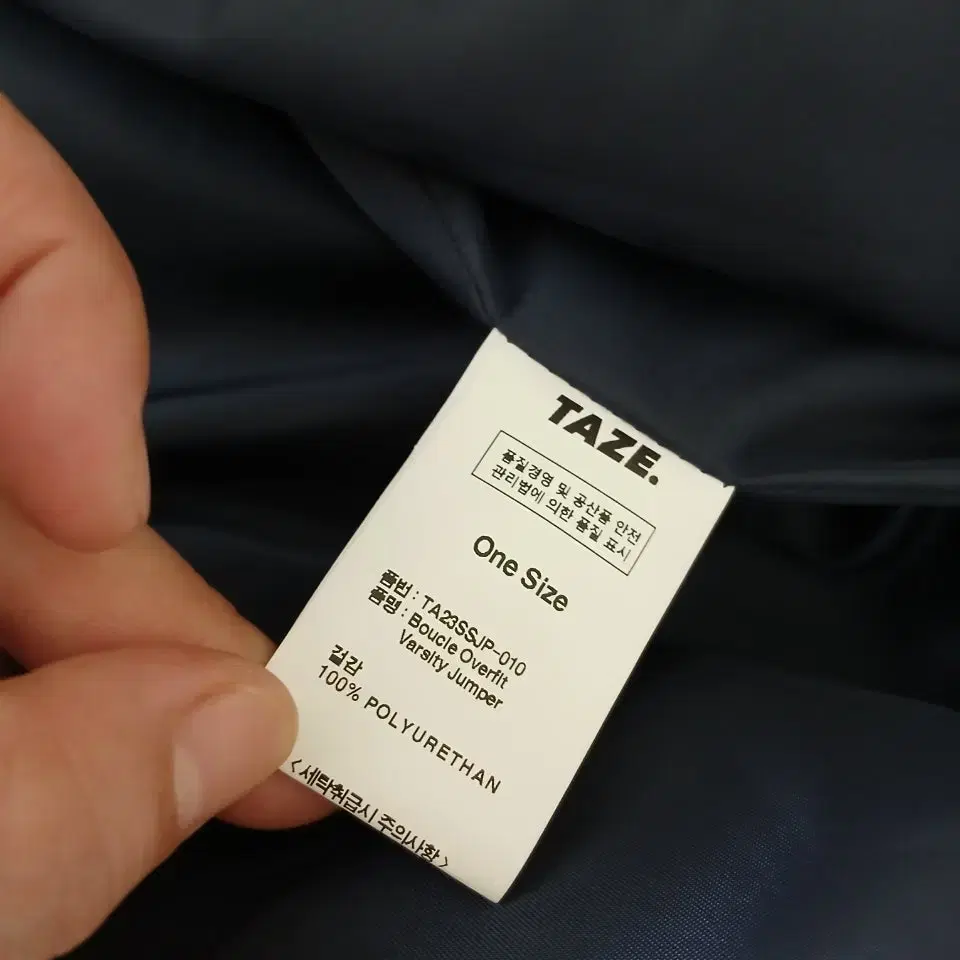 TAZE.
품질경영 및 공산품 안전
관리법에 의한 품질 표시
One Size
품번 : TA23SSJP-010
품명 : Boucle Overfit
Varsity Jumper
겉감
100% POLYURETHAN
<세탁취급시 주의사항>